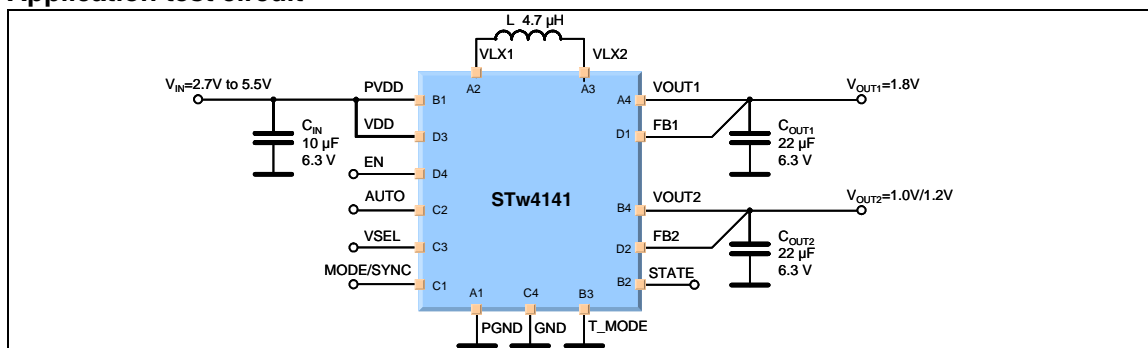 L 4.7 µH
VLX1
VLX2
A2
A3
VIN=2.7V to 5.5V
PVDD
B1
VDD
D3
CIN
10 µF
6.3 V
EN
D4
AUTO
C2
VSEL
C3
MODE/SYNC
C1
STw4141
A4
VOUT1
VOUT1=1.8V
D1
FB1
COUT1
22 µF
6.3 V
B4
VOUT2
VOUT2=1.0V/1.2V
D2
FB2
COUT2
22 µF
6.3 V
B2
STATE
A1
C4
B3
PGND
GND
T_MODE